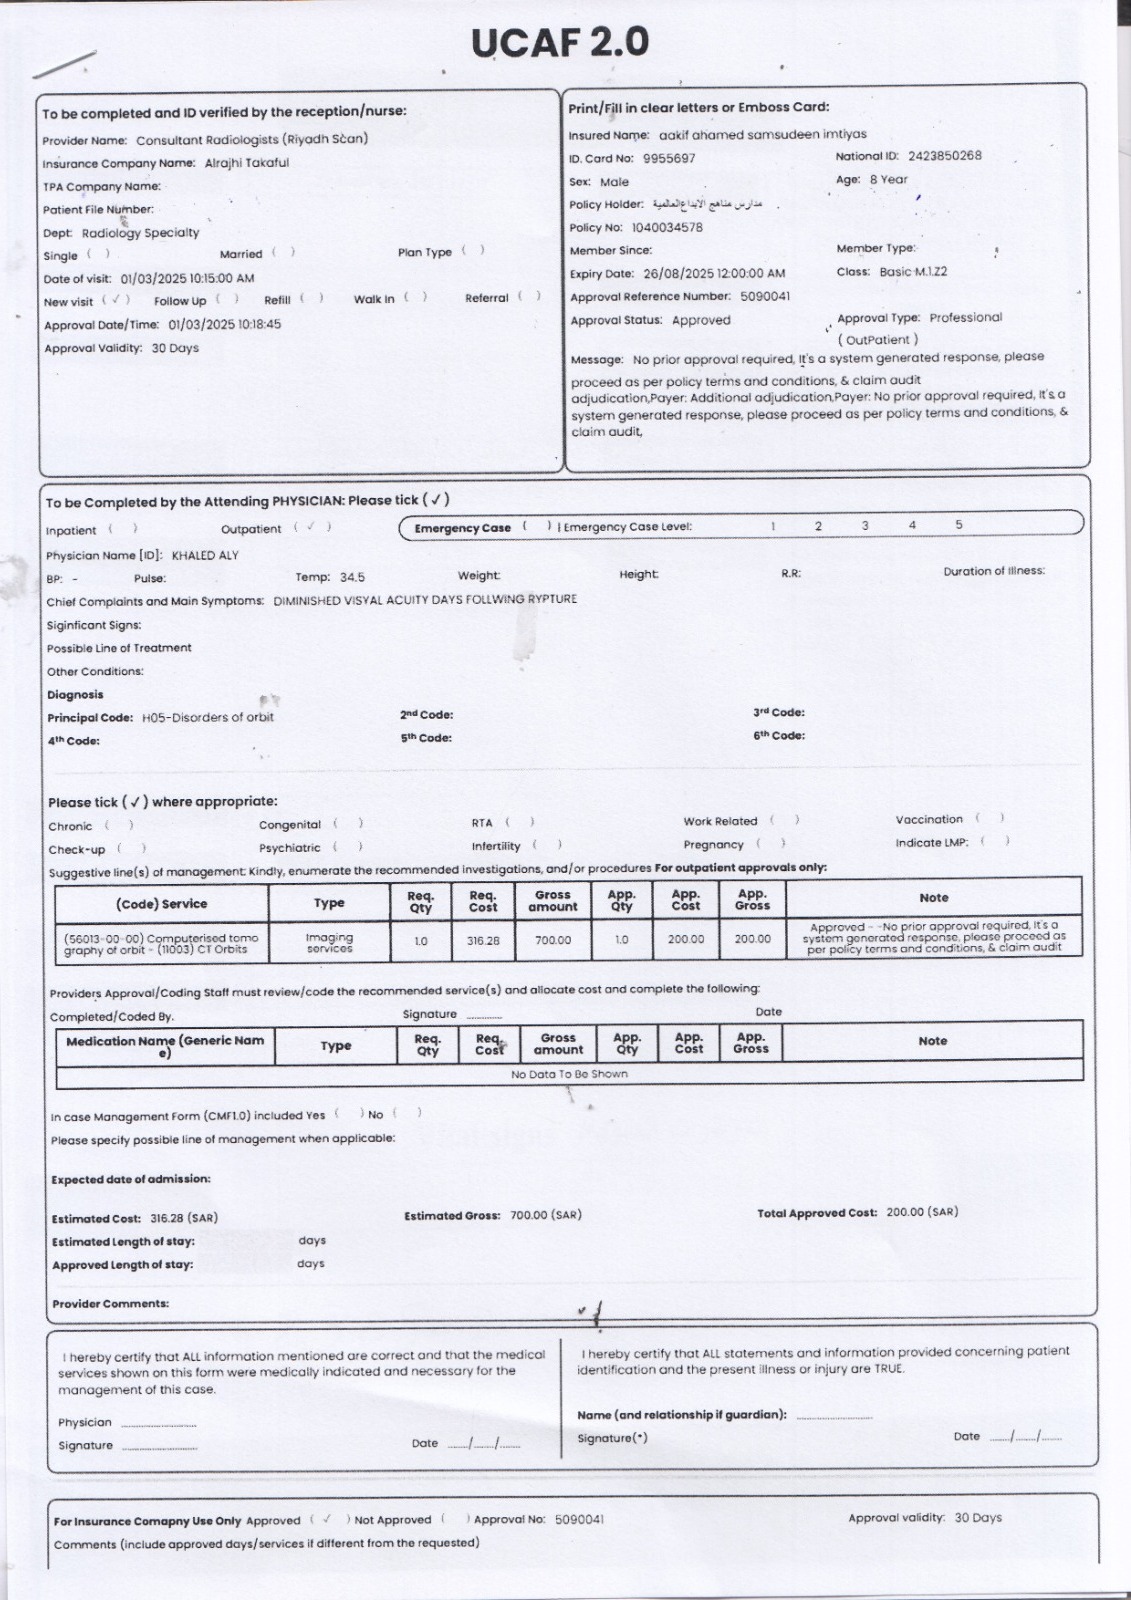 UCAF 2.0
To be completed and ID verified by the reception/nurse:
Provider Name: Consultant Radiologists (Riyadh Scan)
Insurance Company Name: Alrajhi Takaful
TPA Company Name:
Patient File Number:
Dept: Radiology Specialty
Single ( ) Married ( ) Plan Type ( )
Date of visit: 01/03/2025 10:15:00 AM
New visit ( ✓ ) Follow Up ( ) Refill ( ) Walk In ( ) Referral ( )
Approval Date/Time: 01/03/2025 10:18:45
Approval Validity: 30 Days
Print/Fill in clear letters or Emboss Card:
Insured Name: aakif ahamed samsudeen imtiyas
ID. Card No: 9955697 National ID: 2423850268
Sex: Male Age: 8 Year
Policy Holder: مدارس مناهج الابداع العالمية
Policy No: 1040034578
Member Since: Member Type:
Expiry Date: 26/08/2025 12:00:00 AM Class: Basic-M.1.Z2
Approval Reference Number: 5090041
Approval Status: Approved Approval Type: Professional
( OutPatient )
Message: No prior approval required, It's a system generated response, please
proceed as per policy terms and conditions, & claim audit
adjudication,Payer: Additional adjudication,Payer: No prior approval required, It's a
system generated response, please proceed as per policy terms and conditions, &
claim audit,
To be Completed by the Attending PHYSICIAN: Please tick ( ✓ )
Inpatient ( ) Outpatient ( ✓ ) Emergency Case ( ) | Emergency Case Level: 1 2 3 4 5
Physician Name [ID]: KHALED ALY
BP: - Pulse: Temp: 34.5 Weight: Height: R.R: Duration of Illness:
Chief Complaints and Main Symptoms: DIMINISHED VISYAL ACUITY DAYS FOLLWING RYPTURE
Siginficant Signs:
Possible Line of Treatment
Other Conditions:
Diagnosis
Principal Code: H05-Disorders of orbit 2nd Code: 3rd Code:
4th Code: 5th Code: 6th Code:
Please tick ( ✓ ) where appropriate:
Chronic ( ) Congenital ( ) RTA ( ) Work Related ( ) Vaccination ( )
Check-up ( ) Psychiatric ( ) Infertility ( ) Pregnancy ( ) Indicate LMP: ( )
Suggestive line(s) of management: Kindly, enumerate the recommended investigations, and/or procedures For outpatient approvals only:
(Code) Service Type Req. Qty Req. Cost Gross amount App. Qty App. Cost App. Gross Note
(56013-00-00) Computerised tomo graphy of orbit - (11003) CT Orbits Imaging services 1.0 316.28 700.00 1.0 200.00 200.00 Approved - -No prior approval required, It's a system generated response, please proceed as per policy terms and conditions, & claim audit
Providers Approval/Coding Staff must review/code the recommended service(s) and allocate cost and complete the following:
Completed/Coded By. Signature ............ Date
Medication Name (Generic Nam e) Type Req. Qty Req. Cost Gross amount App. Qty App. Cost App. Gross Note
No Data To Be Shown
In case Management Form (CMF1.0) included Yes ( ) No ( )
Please specify possible line of management when applicable:
Expected date of admission:
Estimated Cost: 316.28 (SAR) Estimated Gross: 700.00 (SAR) Total Approved Cost: 200.00 (SAR)
Estimated Length of stay: days
Approved Length of stay: days
Provider Comments:
I hereby certify that ALL information mentioned are correct and that the medical
services shown on this form were medically indicated and necessary for the
management of this case.
Physician ....................
Signature .................... Date ...../...../......
I hereby certify that ALL statements and information provided concerning patient
identification and the present illness or injury are TRUE.
Name (and relationship if guardian): ....................
Signature(*) Date ...../...../.....
For Insurance Comapny Use Only Approved ( ✓ ) Not Approved ( ) Approval No: 5090041 Approval validity: 30 Days
Comments (include approved days/services if different from the requested)